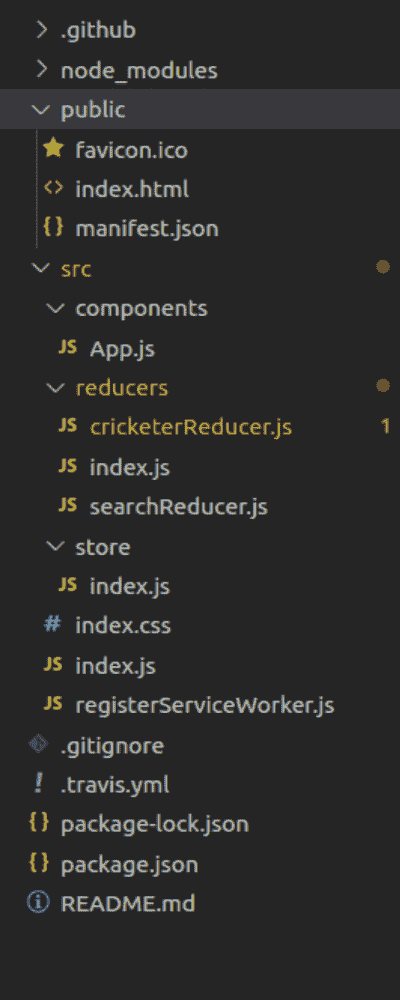 .github
node_modules
public
favicon.ico
<> index.html
{} manifest.json
src
components
JS App.js
reducers
JS cricketerReducer.js 1
JS index.js
JS searchReducer.js
store
JS index.js
# index.css
JS index.js
JS registerServiceWorker.js
.gitignore
! .travis.yml
{} package-lock.json
{} package.json
README.md